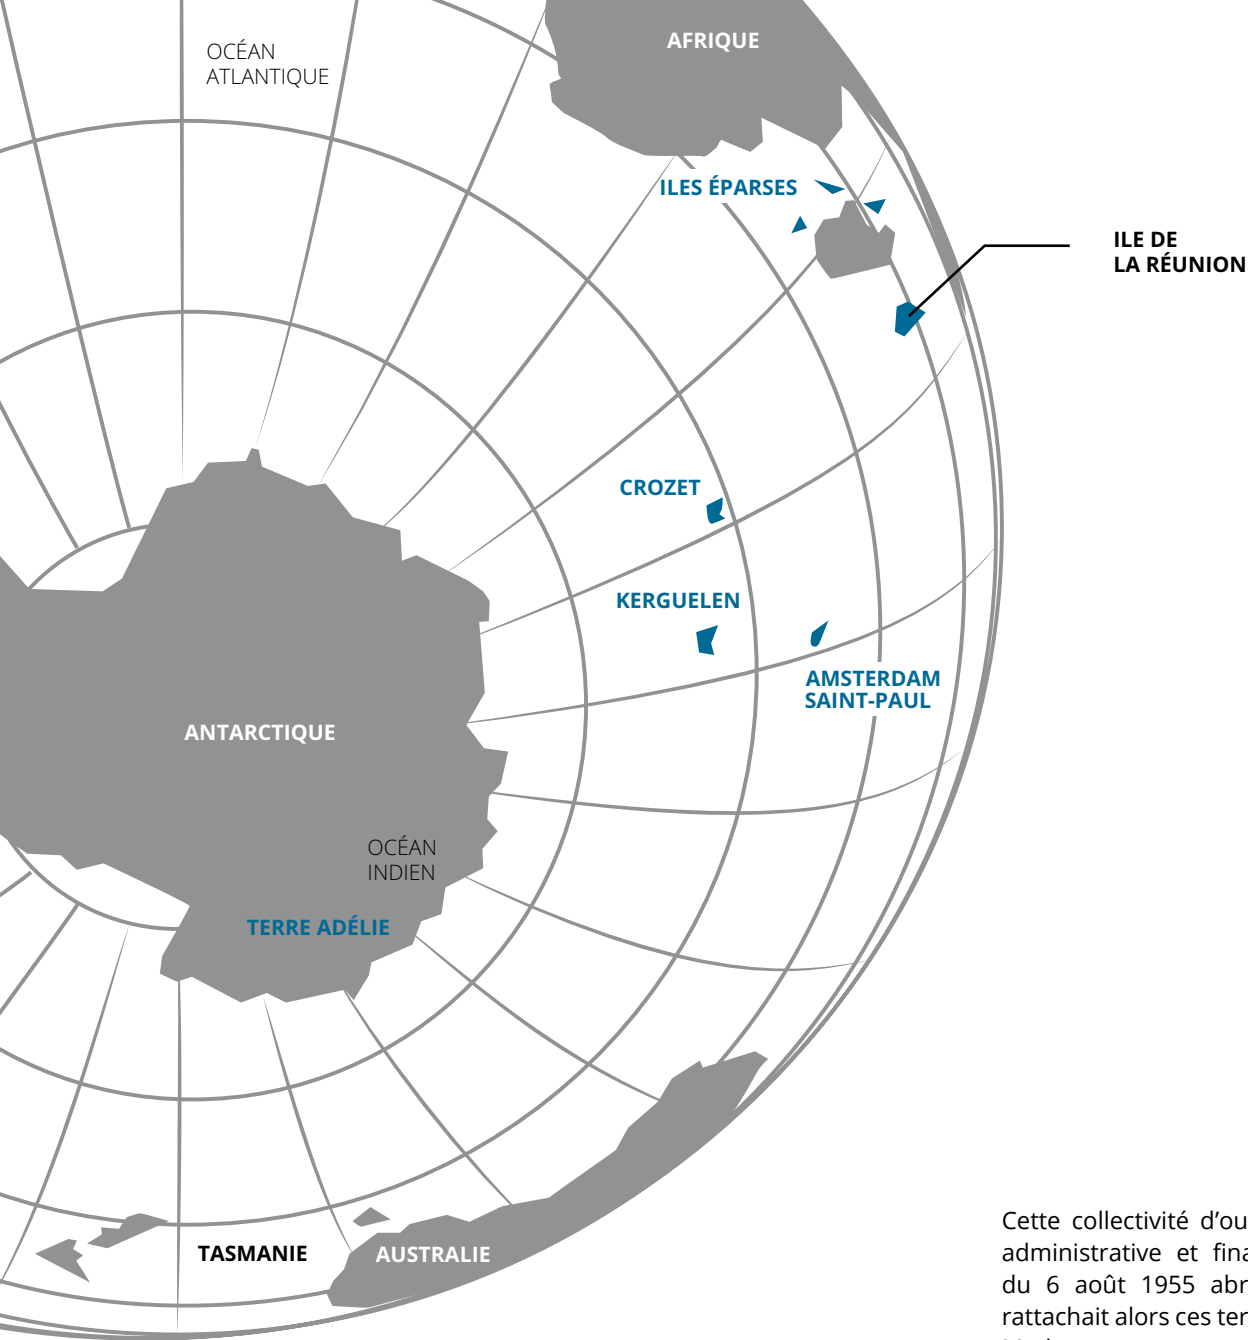 OCÉAN
ATLANTIQUE
AFRIQUE
ILES ÉPARSES
ILE DE
LA RÉUNION
CROZET
KERGUELEN
AMSTERDAM
SAINT-PAUL
ANTARCTIQUE
OCÉAN
INDIEN
TERRE ADÉLIE
TASMANIE
AUSTRALIE
Cette collectivité d’ou
administrative et fina
du 6 août 1955 abr
rattachait alors ces ter